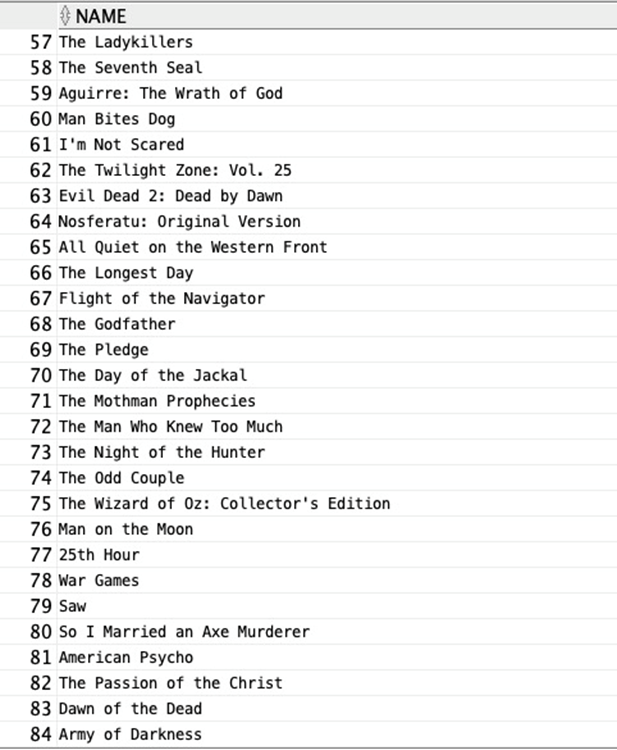 NAME
57 The Ladykillers
58 The Seventh Seal
59 Aguirre: The Wrath of God
60 Man Bites Dog
61 I'm Not Scared
62 The Twilight Zone: Vol. 25
63 Evil Dead 2: Dead by Dawn
64 Nosferatu: Original Version
65 All Quiet on the Western Front
66 The Longest Day
67 Flight of the Navigator
68 The Godfather
69 The Pledge
70 The Day of the Jackal
71 The Mothman Prophecies
72 The Man Who Knew Too Much
73 The Night of the Hunter
74 The Odd Couple
75 The Wizard of Oz: Collector's Edition
76 Man on the Moon
77 25th Hour
78 War Games
79 Saw
80 So I Married an Axe Murderer
81 American Psycho
82 The Passion of the Christ
83 Dawn of the Dead
84 Army of Darkness